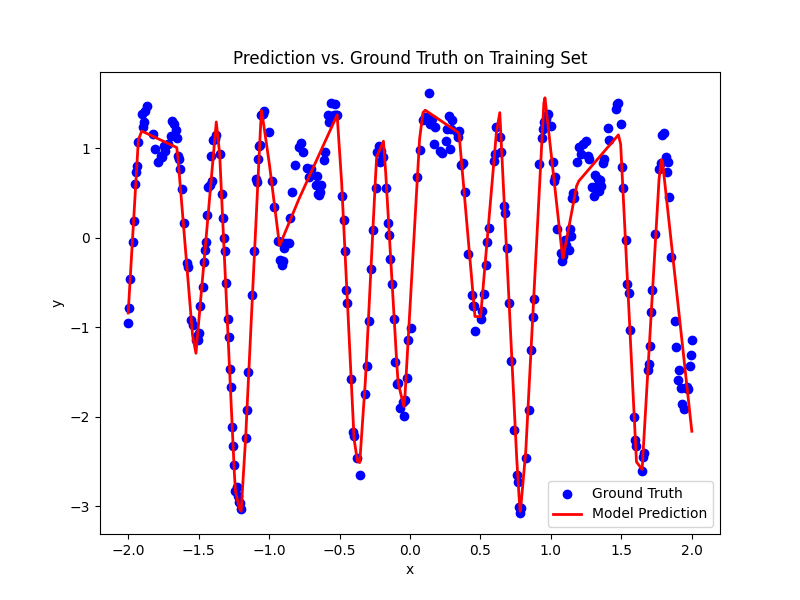 Prediction vs. Ground Truth on Training Set
1
0
−1
−2
−3
y
−2.0 −1.5 −1.0 −0.5 0.0 0.5 1.0 1.5 2.0
x
Ground Truth
Model Prediction